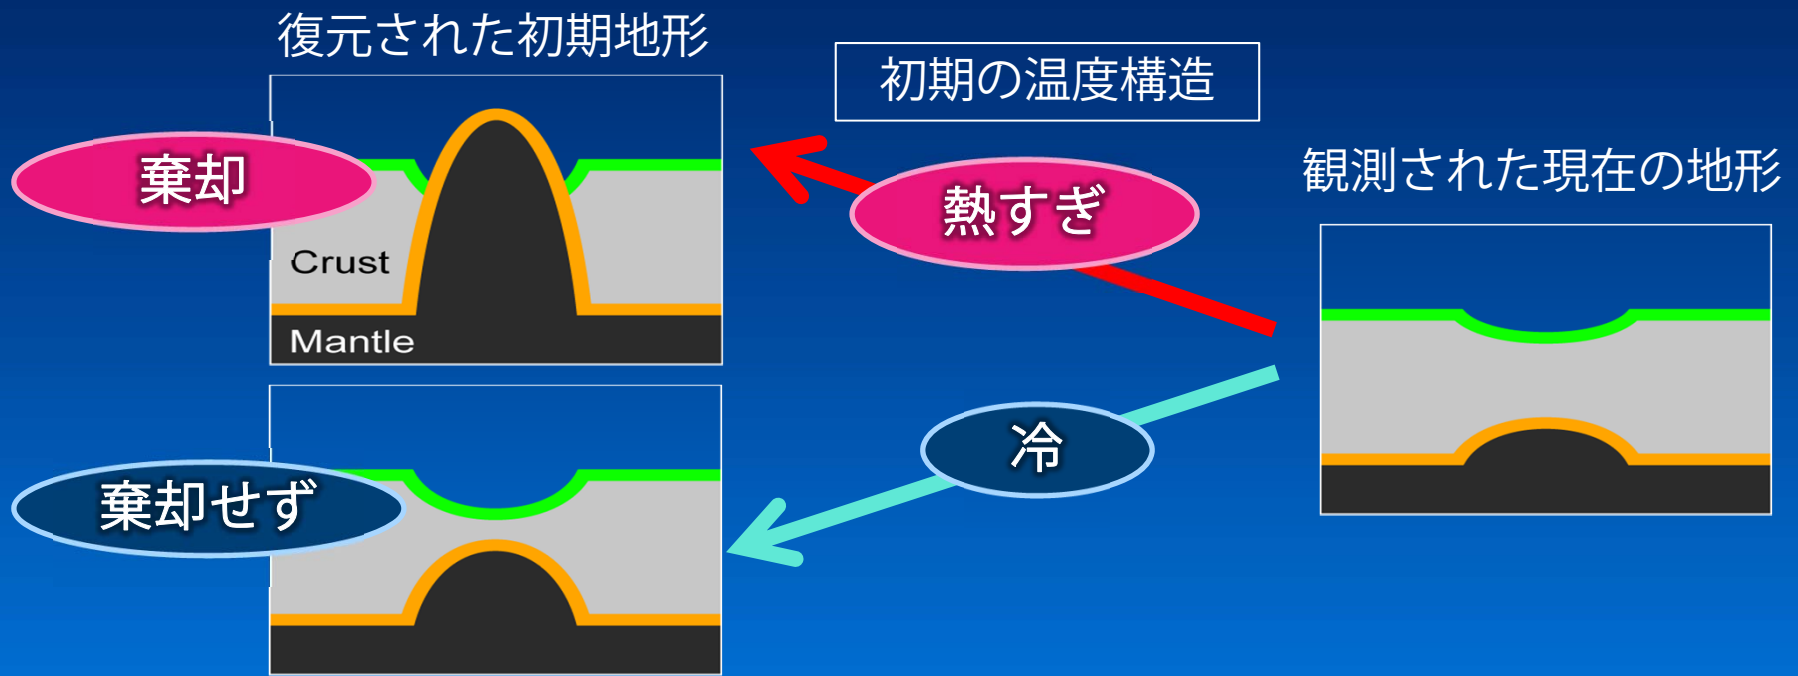 復元された初期地形
初期の温度構造
観測された現在の地形
棄却
熱すぎ
Crust
Mantle
冷
棄却せず